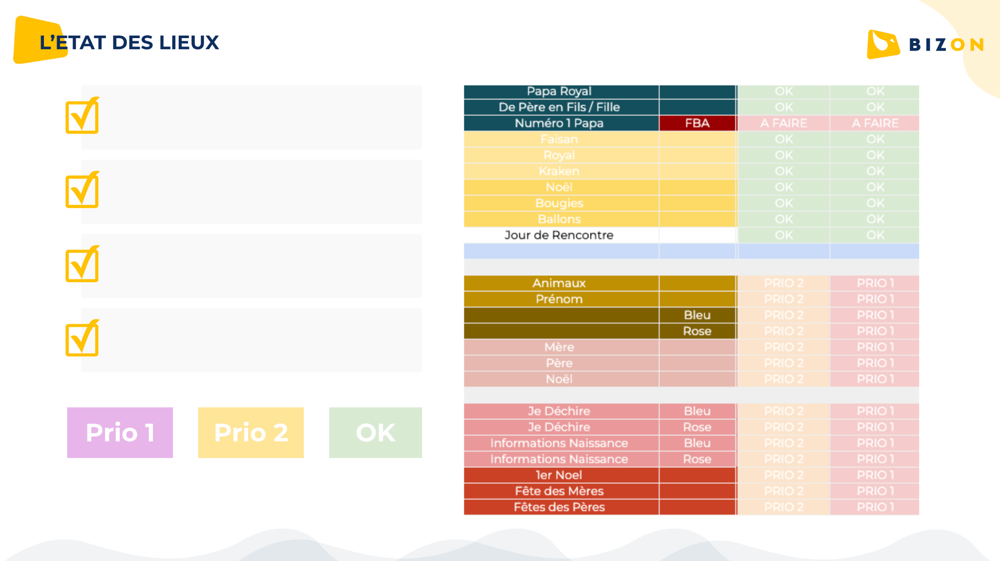 L'ETAT DES LIEUX
BIZON
Prio 1 Prio 2 OK
Papa Royal OK OK
De Père en Fils / Fille OK OK
Numéro 1 Papa FBA A FAIRE A FAIRE
Faisan OK OK
Royal OK OK
Kraken OK OK
Noël OK OK
Bougies OK OK
Ballons OK OK
Jour de Rencontre OK OK
Animaux PRIO 2 PRIO 1
Prénom PRIO 2 PRIO 1
Bleu PRIO 2 PRIO 1
Rose PRIO 2 PRIO 1
Mère PRIO 2 PRIO 1
Père PRIO 2 PRIO 1
Noël PRIO 2 PRIO 1
Je Déchire Bleu PRIO 2 PRIO 1
Je Déchire Rose PRIO 2 PRIO 1
Informations Naissance Bleu PRIO 2 PRIO 1
Informations Naissance Rose PRIO 2 PRIO 1
1er Noel PRIO 2 PRIO 1
Fête des Mères PRIO 2 PRIO 1
Fêtes des Pères PRIO 2 PRIO 1